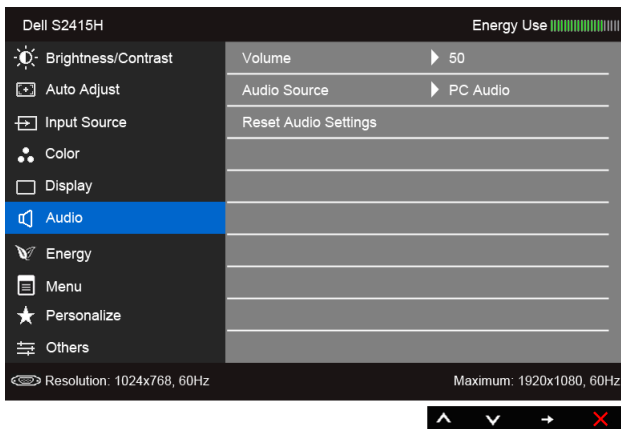 Dell S2415H Energy Use
Brightness/Contrast Volume 50
Auto Adjust Audio Source PC Audio
Input Source Reset Audio Settings
Color
Display
Audio
Energy
Menu
Personalize
Others
Resolution: 1024x768, 60Hz Maximum: 1920x1080, 60Hz